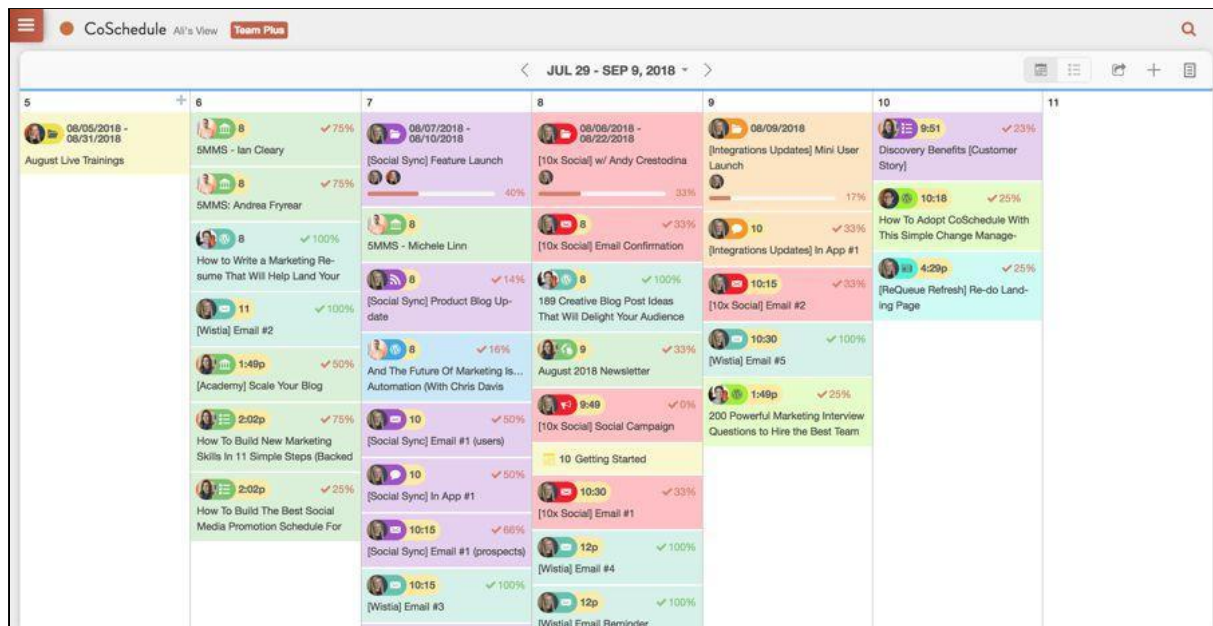 CoSchedule Ali's View Team Plus
JUL 29 - SEP 9, 2018
5
08/05/2018 -
08/31/2018
August Live Trainings
6
8 75%
5MMS - Ian Cleary
8 75%
5MMS: Andrea Fryrear
8 100%
How to Write a Marketing Re-
sume That Will Help Land Your
11 100%
[Wistia] Email #2
1:49p 50%
[Academy] Scale Your Blog
2:02p 75%
How To Build New Marketing
Skills In 11 Simple Steps (Backed
2:02p 25%
How To Build The Best Social
Media Promotion Schedule For
7
08/07/2018 -
08/10/2018
[Social Sync] Feature Launch
40%
8
5MMS - Michele Linn
8 14%
[Social Sync] Product Blog Up-
date
8 16%
And The Future Of Marketing Is...
Automation (With Chris Davis
10 50%
[Social Sync] Email #1 (users)
10 50%
[Social Sync] In App #1
10:15 66%
[Social Sync] Email #1 (prospects)
10:15 100%
[Wistia] Email #3
8
08/08/2018 -
08/22/2018
[10x Social] w/ Andy Crestodina
33%
8 33%
[10x Social] Email Confirmation
8 100%
189 Creative Blog Post Ideas
That Will Delight Your Audience
9 33%
August 2018 Newsletter
9:49 0%
[10x Social] Social Campaign
10 Getting Started
10:30 33%
[10x Social] Email #1
12p 100%
[Wistia] Email #4
12p 100%
[Wistia] Email Reminder
9
08/09/2018
[Integrations Updates] Mini User
Launch
17%
10 33%
[Integrations Updates] In App #1
10:15 33%
[10x Social] Email #2
10:30 100%
[Wistia] Email #5
1:49p 25%
200 Powerful Marketing Interview
Questions to Hire the Best Team
10
9:51 23%
Discovery Benefits [Customer
Story]
10:18 25%
How To Adopt CoSchedule With
This Simple Change Manage-
4:29p 25%
[ReQueue Refresh] Re-do Land-
ing Page
11